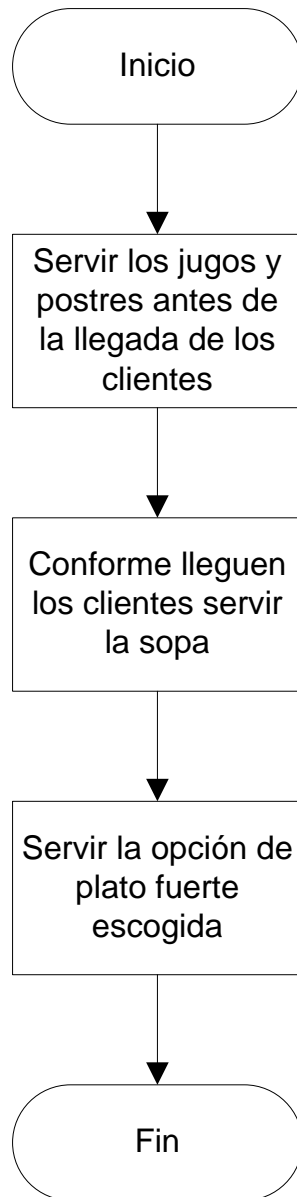 Inicio
Servir los jugos y
postres antes de
la llegada de los
clientes
Conforme lleguen
los clientes servir
la sopa
Servir la opción de
plato fuerte
escogida
Fin